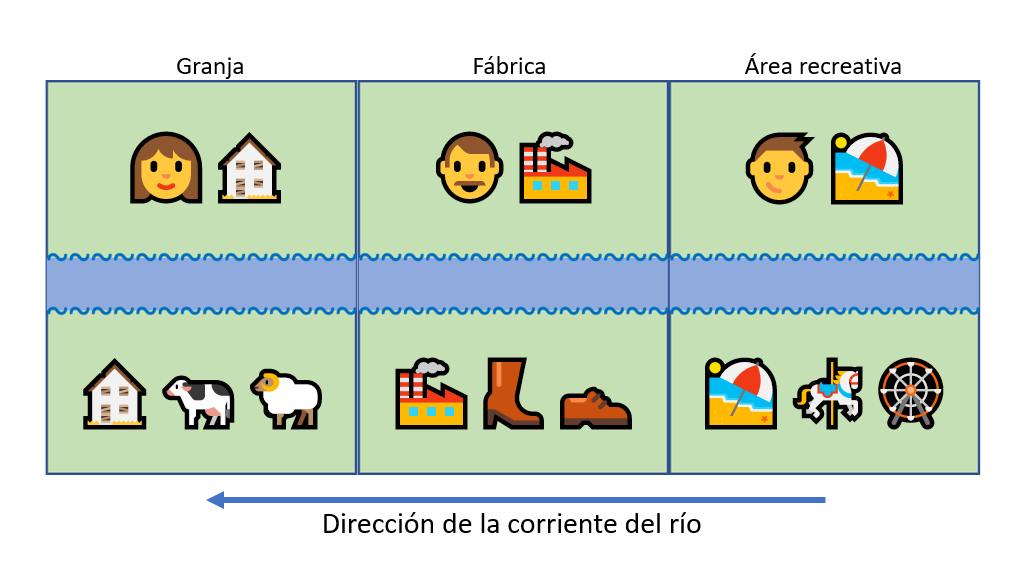 Granja
Fábrica
Área recreativa
Dirección de la corriente del río